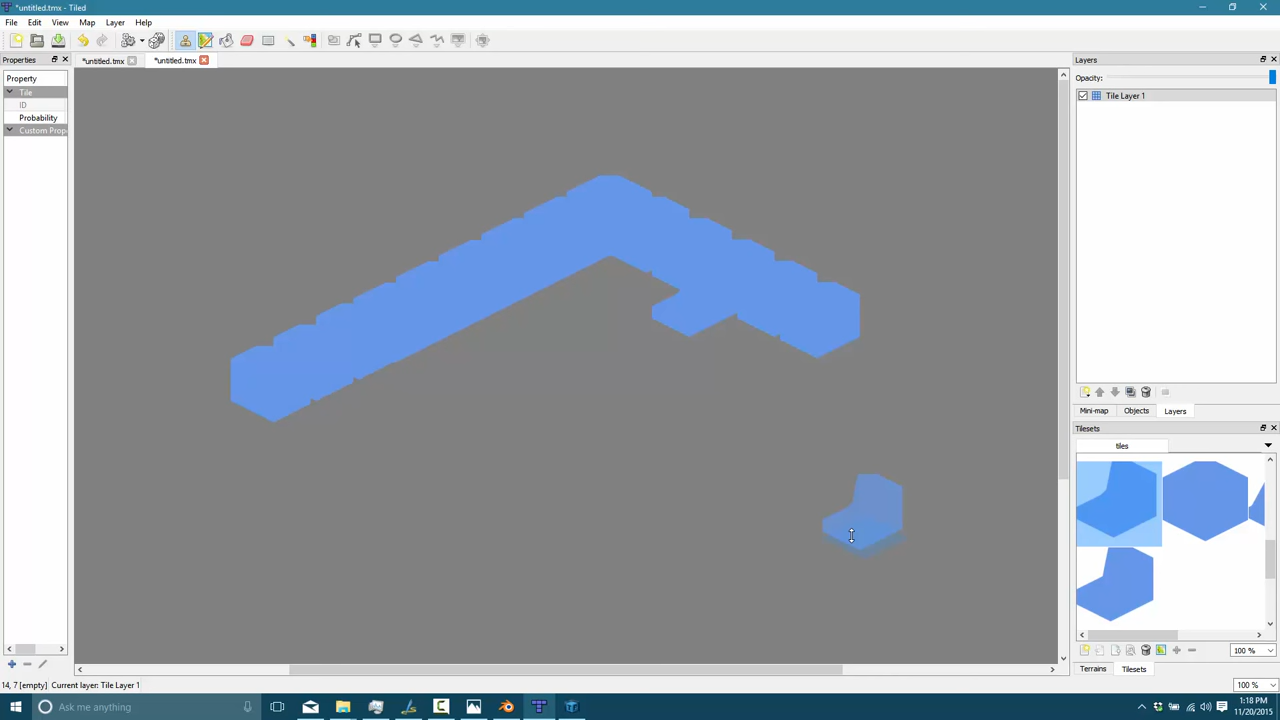 *untitled.tmx - Tiled
File Edit View Map Layer Help
Properties
*untitled.tmx
*untitled.tmx
Layers
Property
Tile
ID
Probability
Custom Prop
Opacity:
Tile Layer 1
Mini-map Objects Layers
Tilesets
tiles
100 %
Terrains Tilesets
14, 7 [empty] Current layer: Tile Layer 1
100 %
Ask me anything
1:18 PM
11/20/2015